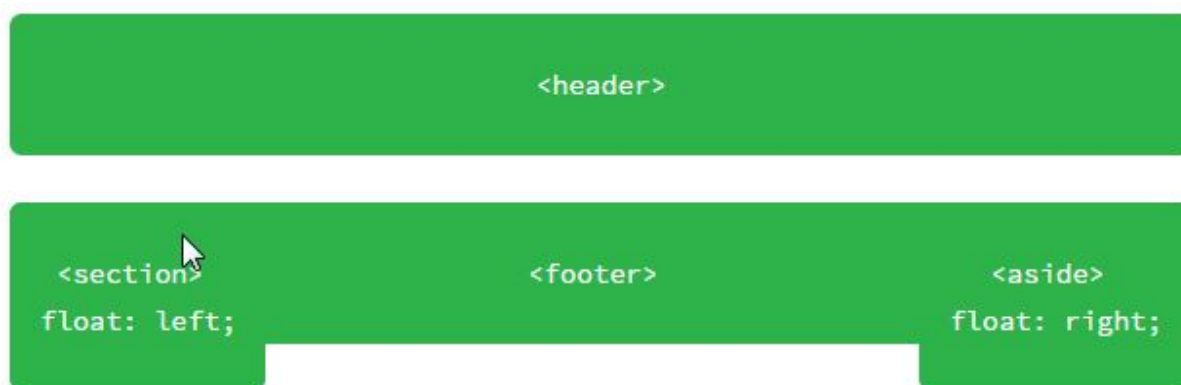 <header>
<section>
float: left;
<footer>
<aside>
float: right;